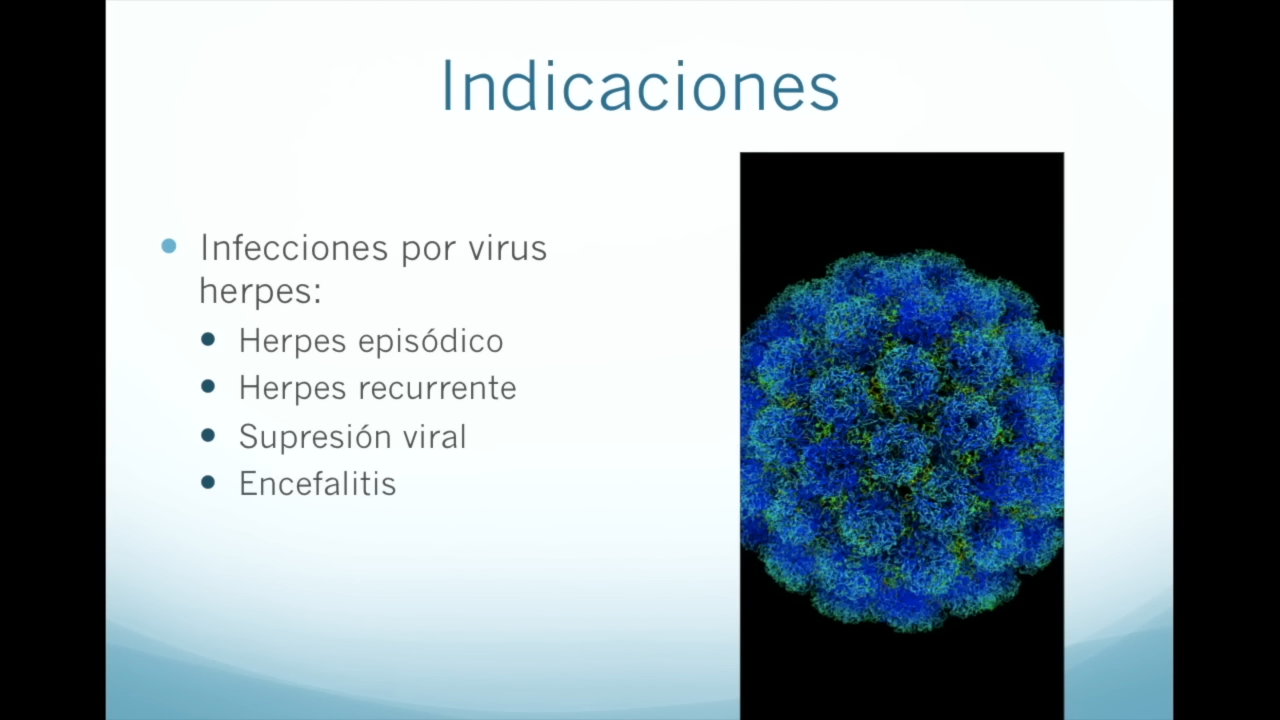 Indicaciones
Infecciones por virus
herpes:
Herpes episódico
Herpes recurrente
Supresión viral
Encefalitis